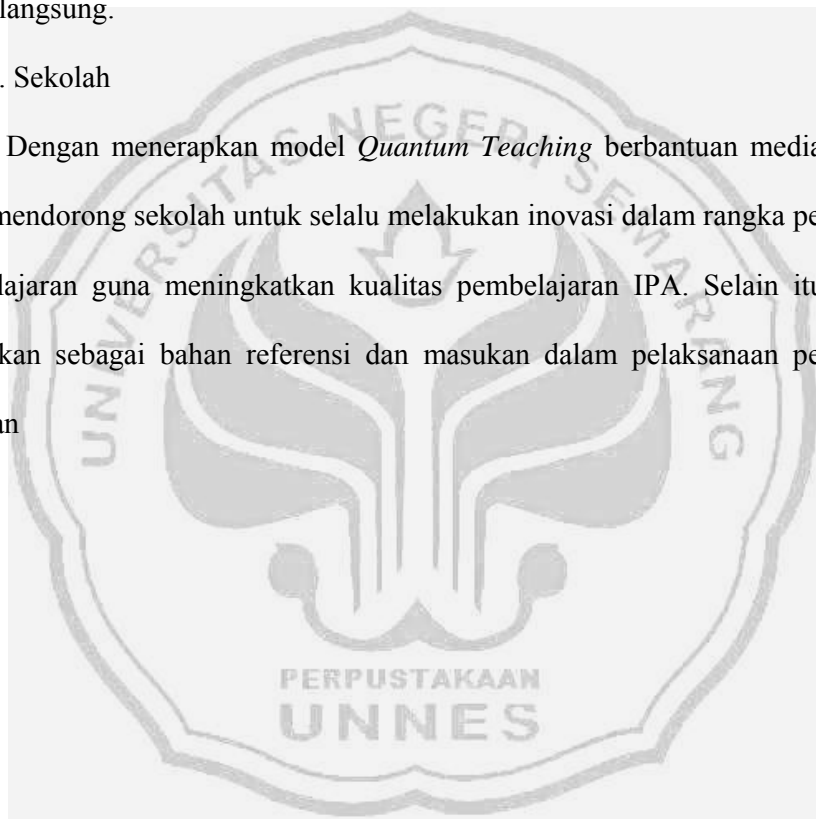 langsung.
. Sekolah
Dengan menerapkan model Quantum Teaching berbantuan media
mendorong sekolah untuk selalu melakukan inovasi dalam rangka pe
lajaran guna meningkatkan kualitas pembelajaran IPA. Selain itu
kan sebagai bahan referensi dan masukan dalam pelaksanaan pe
an
UNIVERSITAS NEGERI SEMARANG
PERPUSTAKAAN
UNNES